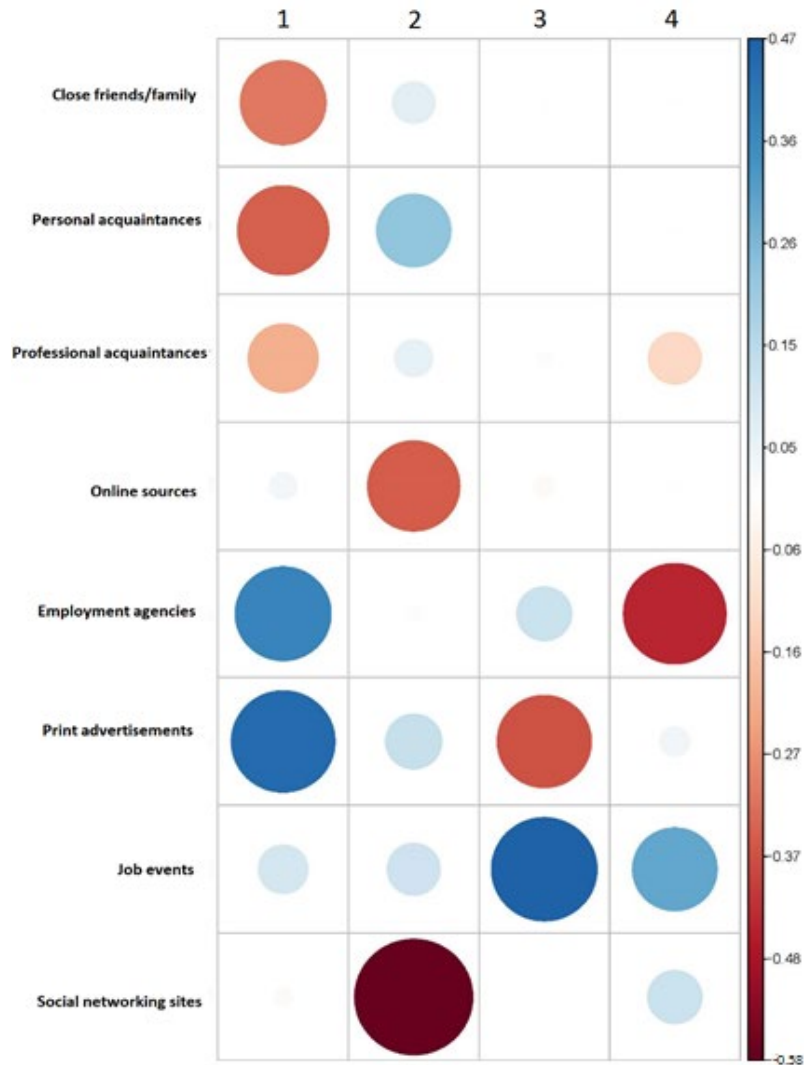 1 2 3 4
Close friends/family
Personal acquaintances
Professional acquaintances
Online sources
Employment agencies
Print advertisements
Job events
Social networking sites
0.47
0.36
0.26
0.15
0.05
-0.06
-0.16
-0.27
-0.37
-0.48
-0.58